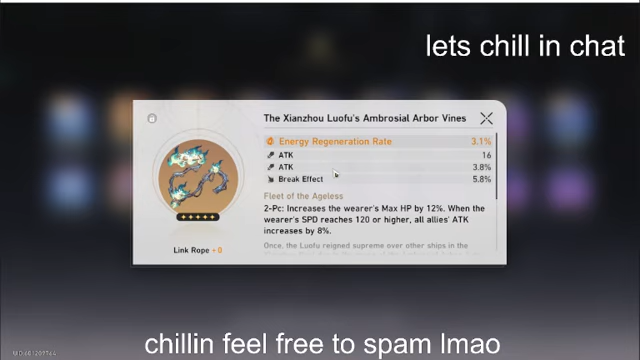 lets chill in chat
The Xianzhou Luofu's Ambrosial Arbor Vines
Energy Regeneration Rate 3.1%
ATK 16
ATK 3.8%
Break Effect 5.8%
Fleet of the Ageless
2-Pc: Increases the wearer's Max HP by 12%. When the
wearer's SPD reaches 120 or higher, all allies' ATK
increases by 8%.
Once, the Luofu reigned supreme over other ships in the
Link Rope +0
chillin feel free to spam lmao